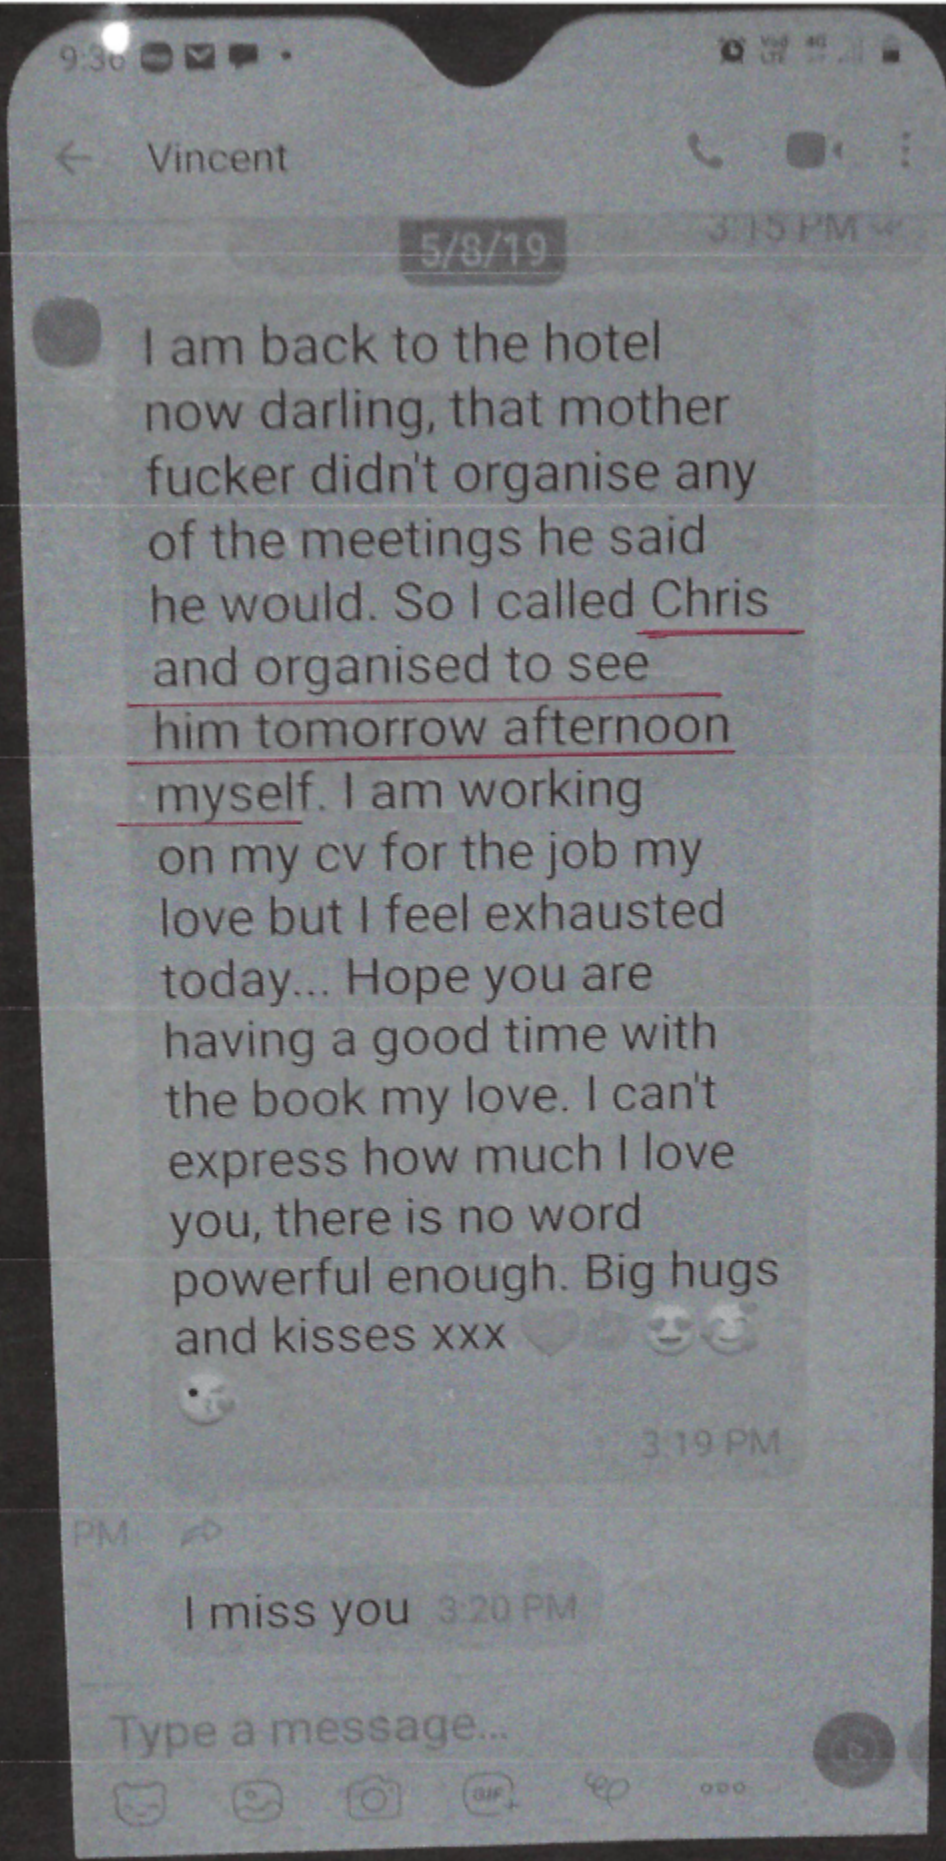 9:36
Vincent
3:15 PM
5/8/19
I am back to the hotel
now darling, that mother
fucker didn't organise any
of the meetings he said
he would. So I called Chris
and organised to see
him tomorrow afternoon
myself. I am working
on my cv for the job my
love but I feel exhausted
today... Hope you are
having a good time with
the book my love. I can't
express how much I love
you, there is no word
powerful enough. Big hugs
and kisses xxx
3:19 PM
PM
I miss you 3:20 PM
Type a message...
GIF